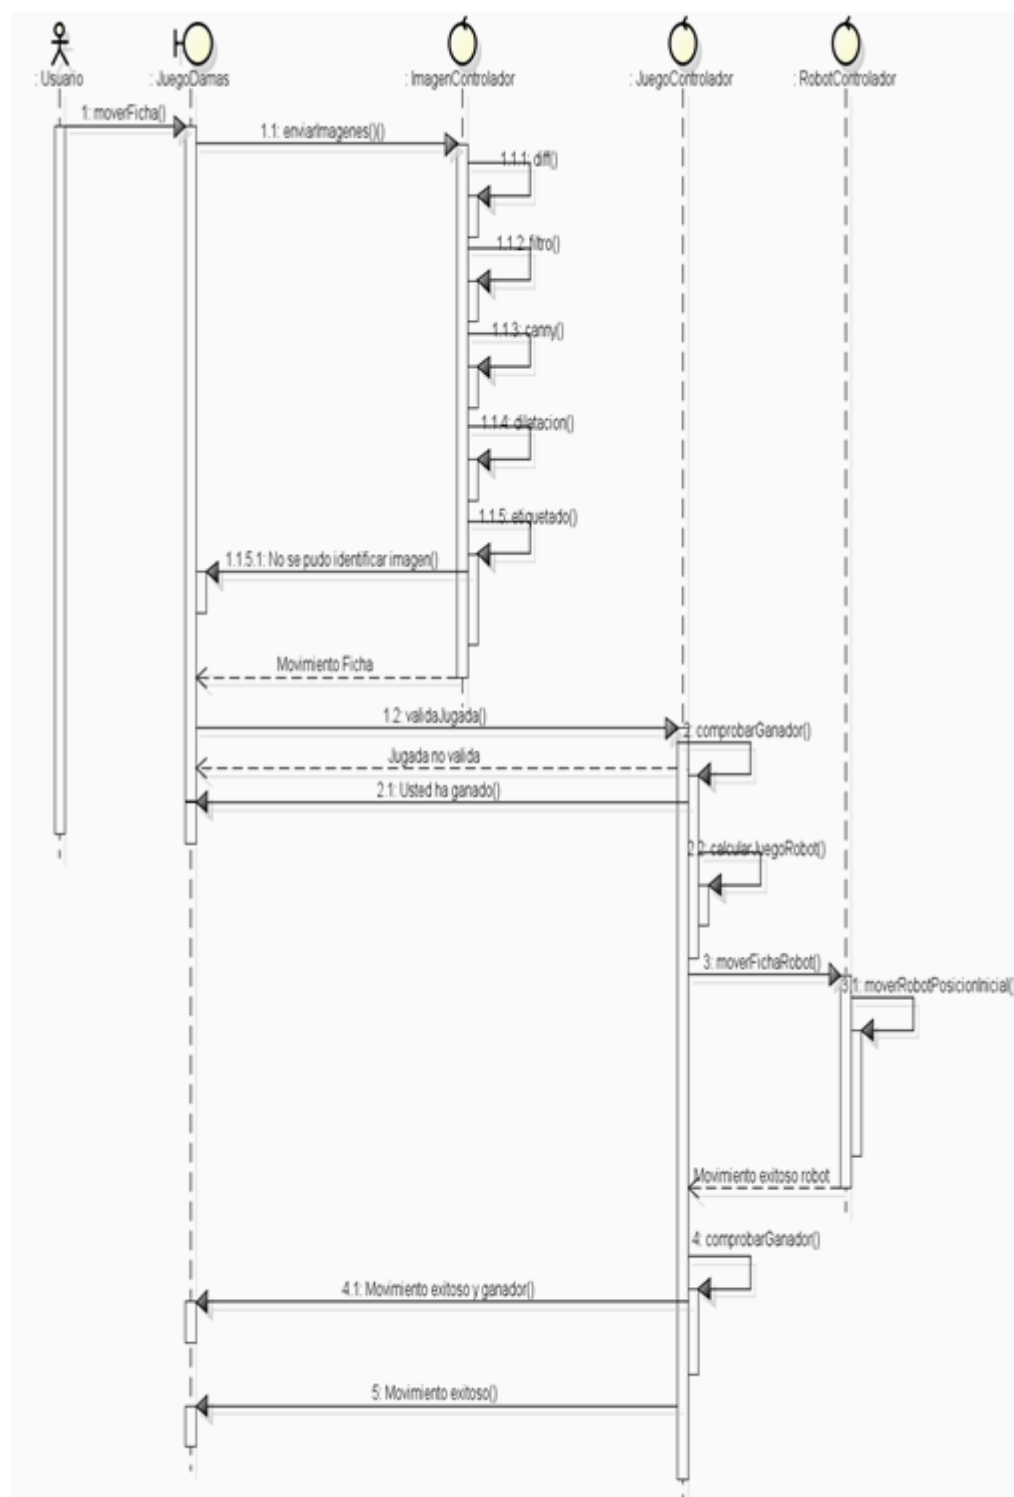 : Usuario
: JuegoDamas
: ImagenControlador
: JuegoControlador
: RobotControlador
1: moverFicha()
1.1: enviarImagenes()()
1.1.1: diff()
1.1.2: filtro()
1.1.3: canny()
1.1.4: dilatacion()
1.1.5: etiquetado()
1.1.5.1: No se pudo identificar imagen()
Movimiento Ficha
1.2: validaJugada()
2: comprobarGanador()
Jugada no valida
2.1: Usted ha ganado()
2.2: calcularJuegoRobot()
3: moverFichaRobot()
3.1: moverRobotPosicionInicial()
Movimiento exitoso robot
4: comprobarGanador()
4.1: Movimiento exitoso y ganador()
5: Movimiento exitoso()